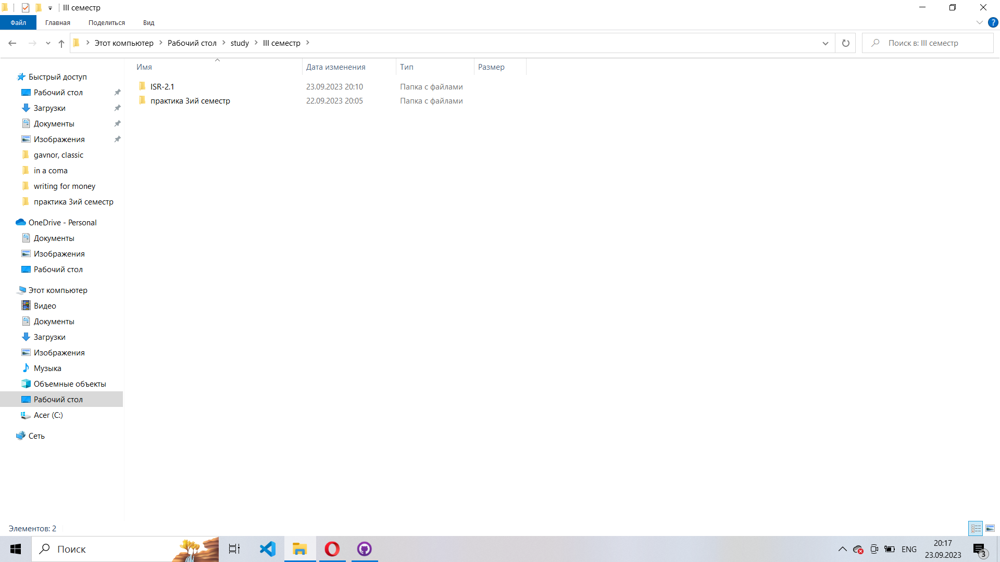 III семестр
Файл Главная Поделиться Вид
Этот компьютер Рабочий стол study III семестр Поиск в: III семестр
Имя Дата изменения Тип Размер
ISR-2.1 23.09.2023 20:10 Папка с файлами
практика 3ий семестр 22.09.2023 20:05 Папка с файлами
Быстрый доступ
Рабочий стол
Загрузки
Документы
Изображения
gavnor, classic
in a coma
writing for money
практика 3ий семестр
OneDrive - Personal
Документы
Изображения
Рабочий стол
Этот компьютер
Видео
Документы
Загрузки
Изображения
Музыка
Объемные объекты
Рабочий стол
Acer (C:)
Сеть
Элементов: 2
Поиск
ENG
20:17
23.09.2023
3